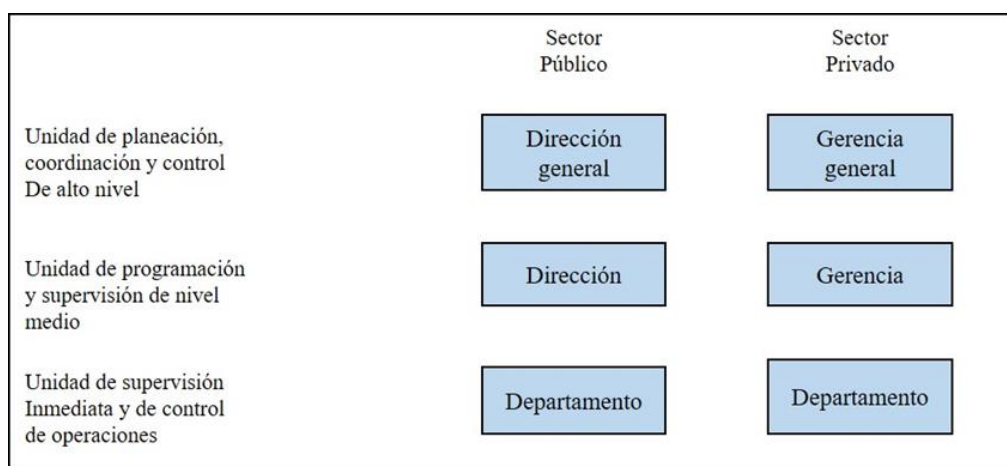 Sector
Público
Sector
Privado
Unidad de planeación,
coordinación y control
De alto nivel
Dirección
general
Gerencia
general
Unidad de programación
y supervisión de nivel
medio
Dirección
Gerencia
Unidad de supervisión
Inmediata y de control
de operaciones
Departamento
Departamento